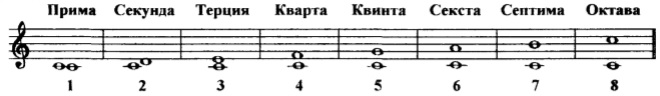 Прима Секунда Терция Кварта Квинта Секста Септима Октава
1 2 3 4 5 6 7 8